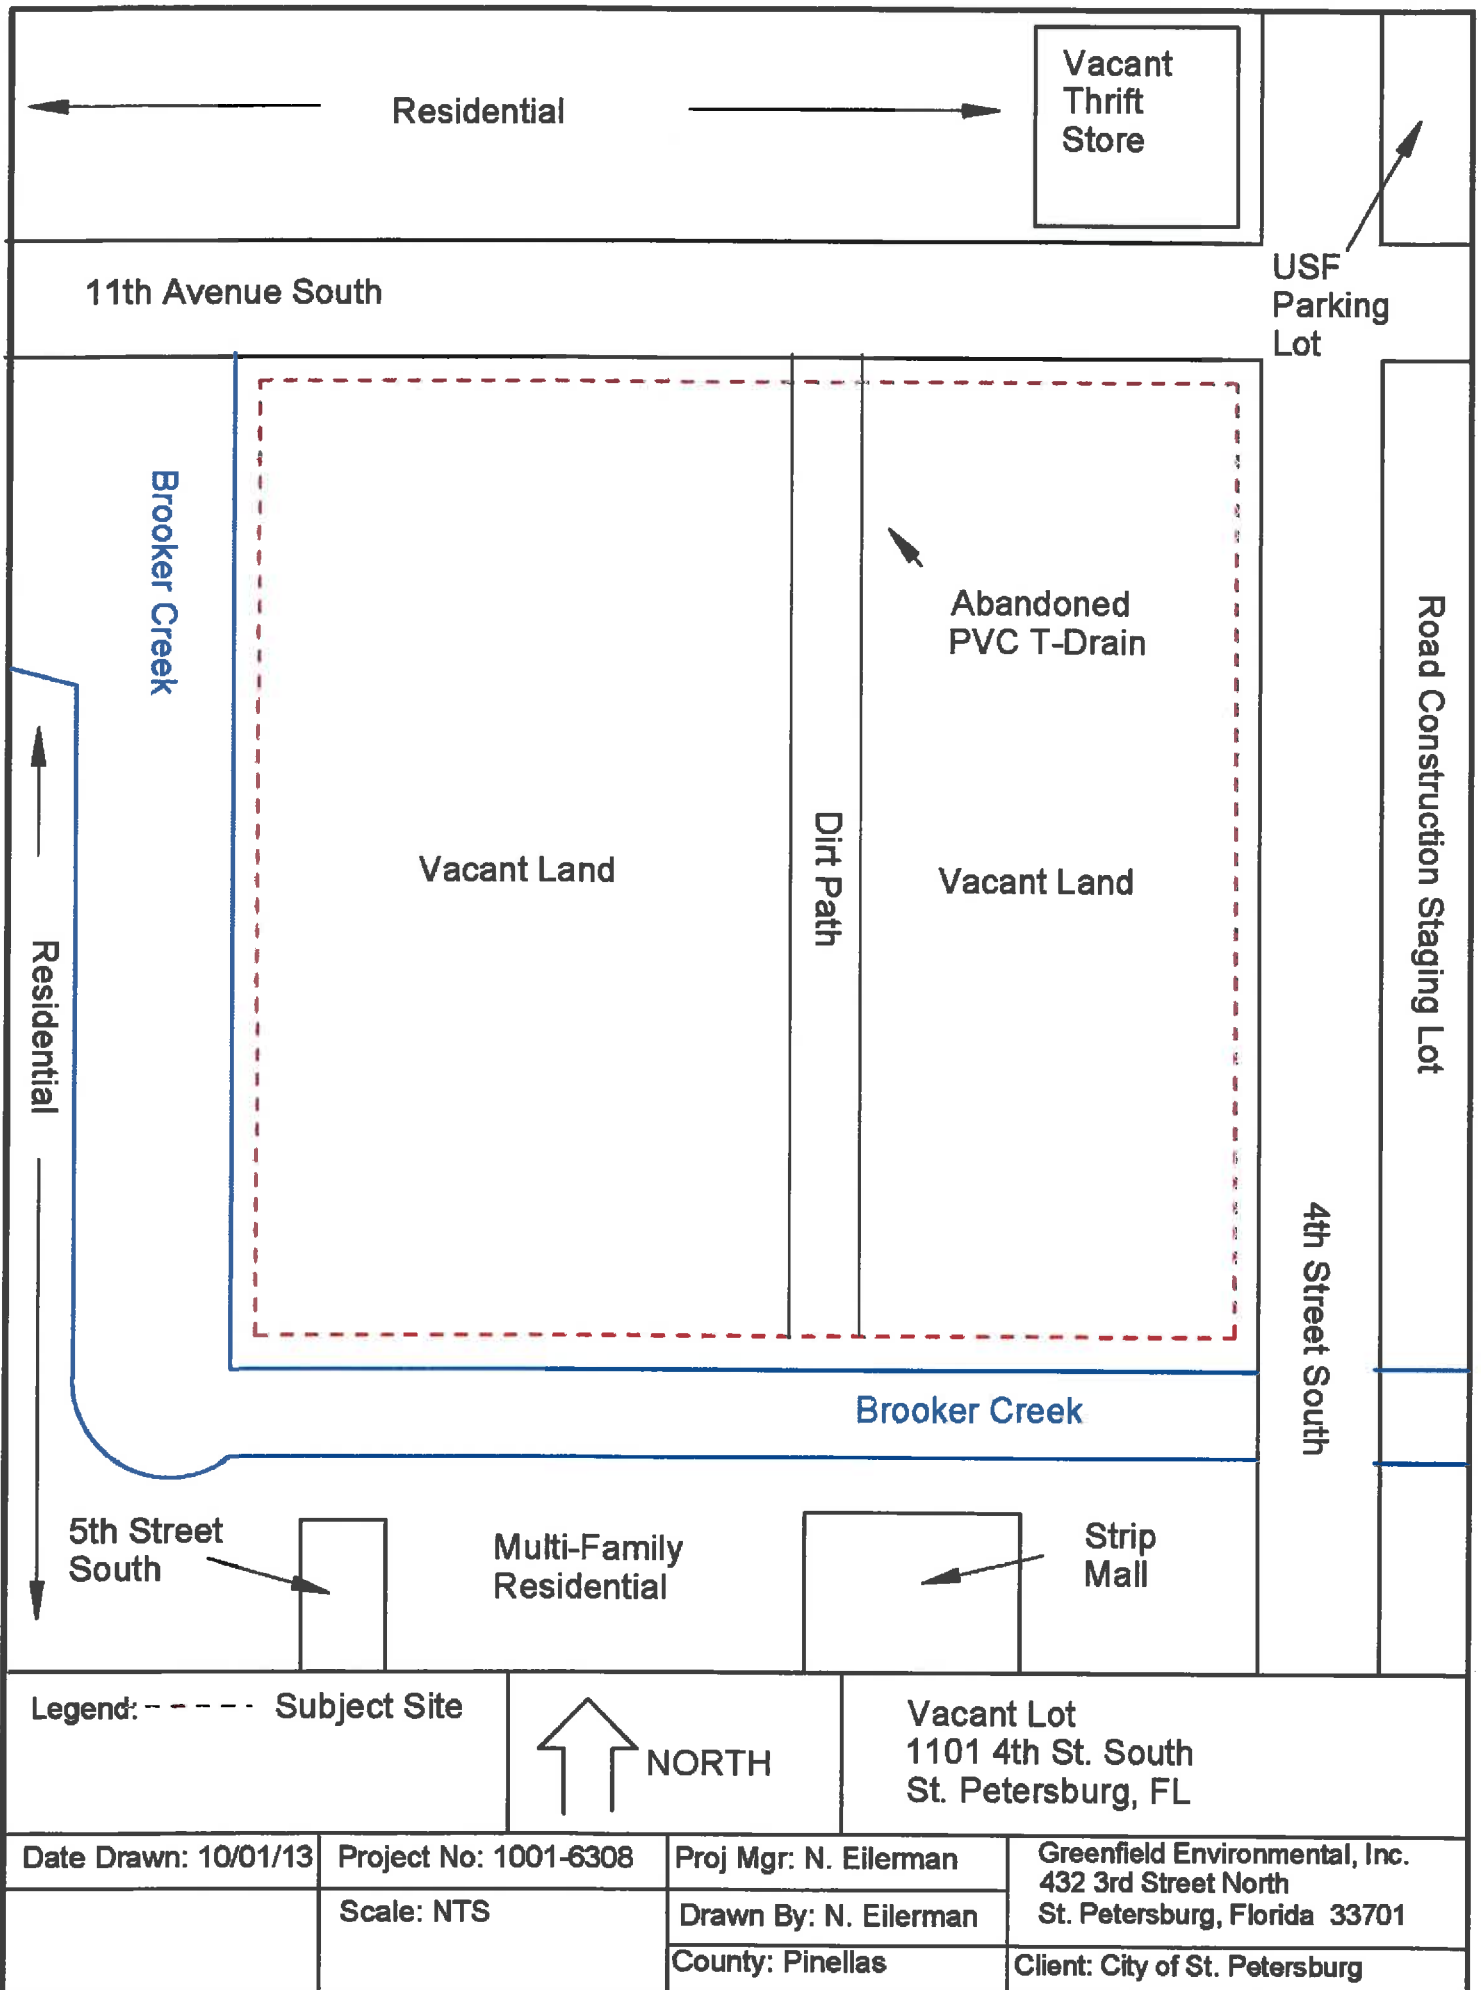 Vacant
Thrift
Store
Residential
USF
Parking
Lot
11th Avenue South
Brooker Creek
Abandoned
PVC T-Drain
Road Construction Staging Lot
Dirt Path
Vacant Land
Vacant Land
Residential
4th Street South
Brooker Creek
5th Street
South
Multi-Family
Residential
Strip
Mall
Legend: Subject Site
NORTH
Vacant Lot
1101 4th St. South
St. Petersburg, FL
Date Drawn: 10/01/13
Project No: 1001-6308
Scale: NTS
Proj Mgr: N. Eilerman
Drawn By: N. Eilerman
County: Pinellas
Greenfield Environmental, Inc.
432 3rd Street North
St. Petersburg, Florida 33701
Client: City of St. Petersburg